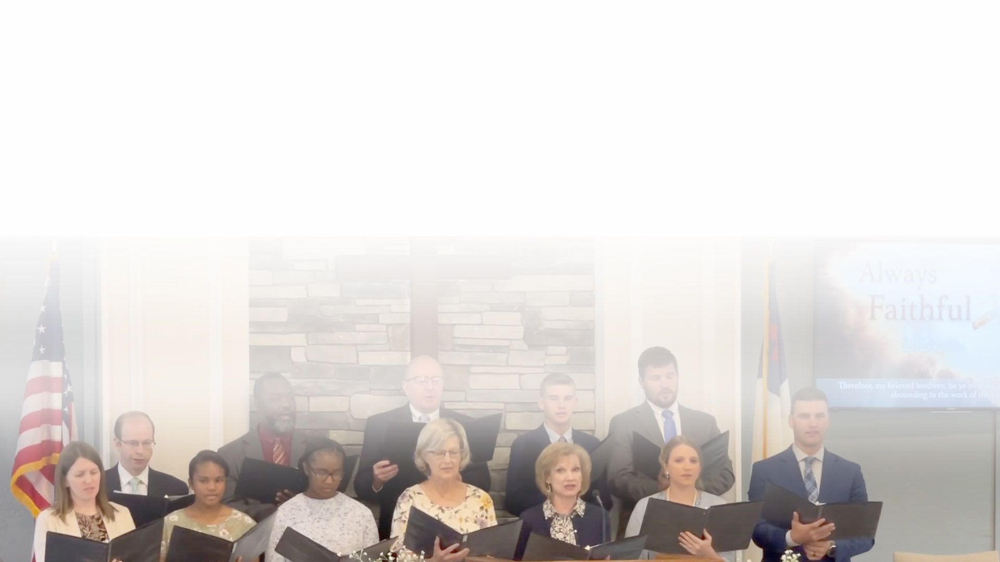 Always
Faithful
Therefore, my beloved brethren, be ye
abounding in the work of the